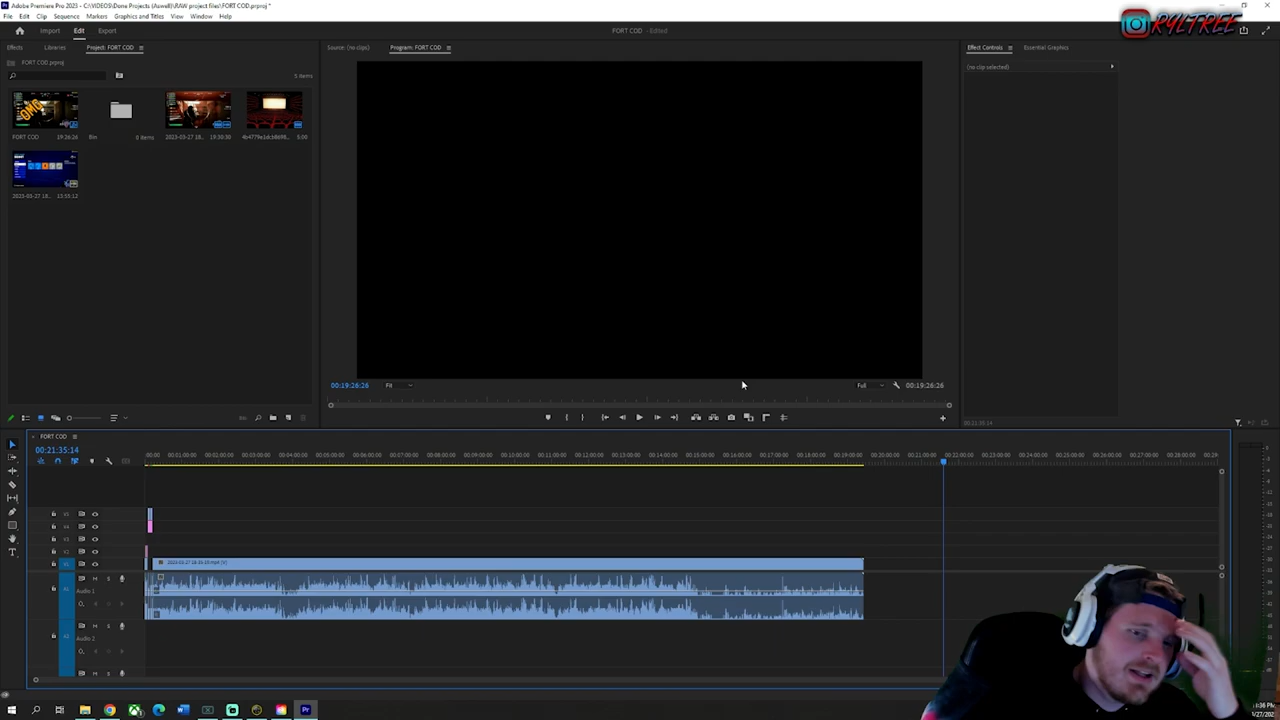 Adobe Premiere Pro 2023 - C:\VIDEOS\Done Projects (Axwell)\RAW project files\FORT COD.prproj *
File Edit Clip Sequence Markers Graphics and Titles View Window Help
Import Edit Export
FORT COD - Edited
RYLTREE
Effects Libraries Project: FORT COD
Source: (no clips) Program: FORT COD
Effect Controls Essential Graphics
FORT COD.prproj
(no clip selected)
5 Items
OMG
FORT COD 19:26:26
0 Items
2023-03-27 18... 19:30:30
5:00
2023-03-27 18... 13:55:12
00:19:26:26 Fit Full 00:19:26:26
00:21:35:14
FORT COD
00:21:35:14
:00:00 00:01:00:00 00:02:00:00 00:03:00:00 00:04:00:00 00:05:00:00 00:06:00:00 00:07:00:00 00:08:00:00 00:09:00:00 00:10:00:00 00:11:00:00 00:12:00:00 00:13:00:00 00:14:00:00 00:15:00:00 00:16:00:00 00:17:00:00 00:18:00:00 00:19:00:00 00:20:00:00 00:21:00:00 00:22:00:00 00:23:00:00 00:24:00:00 00:25:00:00 00:26:00:00 00:27:00:00 00:28:00:00 00:29
V5
V4
V3
V2
V1
A1 M S
Audio 1
A2 M S
Audio 2
M S
Pr
:36 PM